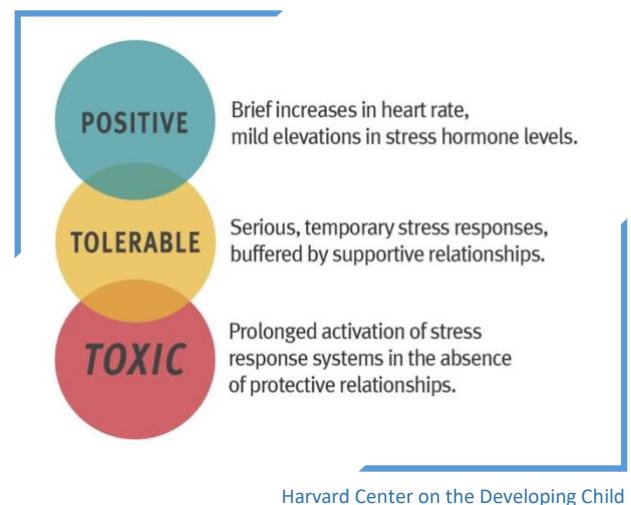 POSITIVE
Brief increases in heart rate,
mild elevations in stress hormone levels.
TOLERABLE
Serious, temporary stress responses,
buffered by supportive relationships.
TOXIC
Prolonged activation of stress
response systems in the absence
of protective relationships.
Harvard Center on the Developing Child